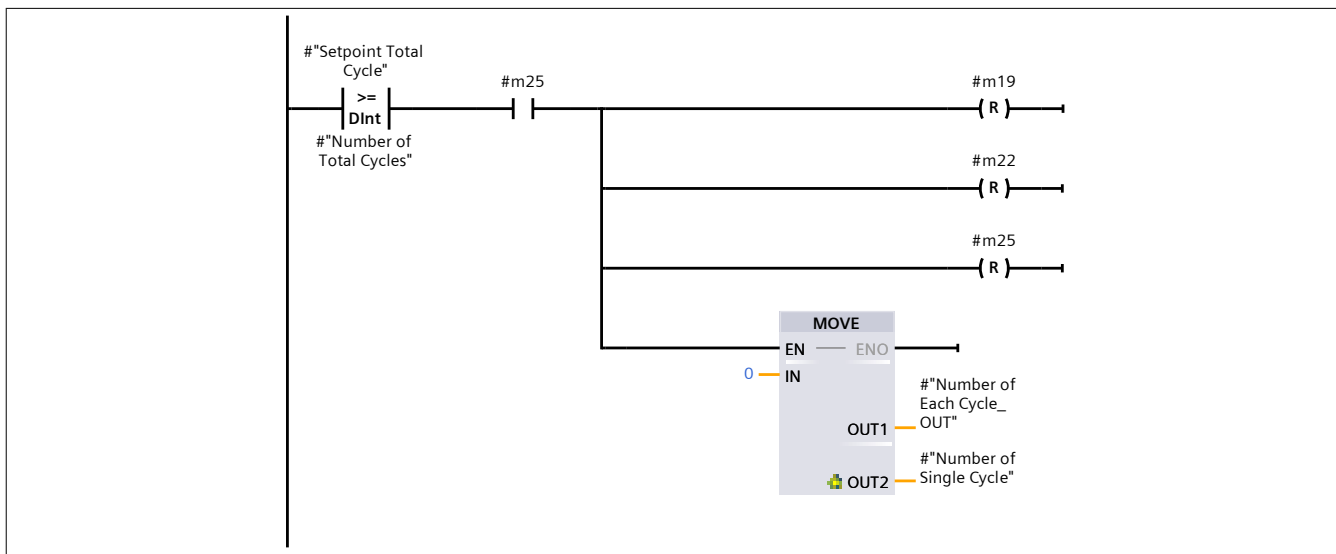 #"Setpoint Total
Cycle"
>=
DInt
#"Number of
Total Cycles"
#m25
#m19
( R )
#m22
( R )
#m25
( R )
MOVE
EN ENO
0 IN
OUT1
#"Number of
Each Cycle_
OUT"
OUT2
#"Number of
Single Cycle"